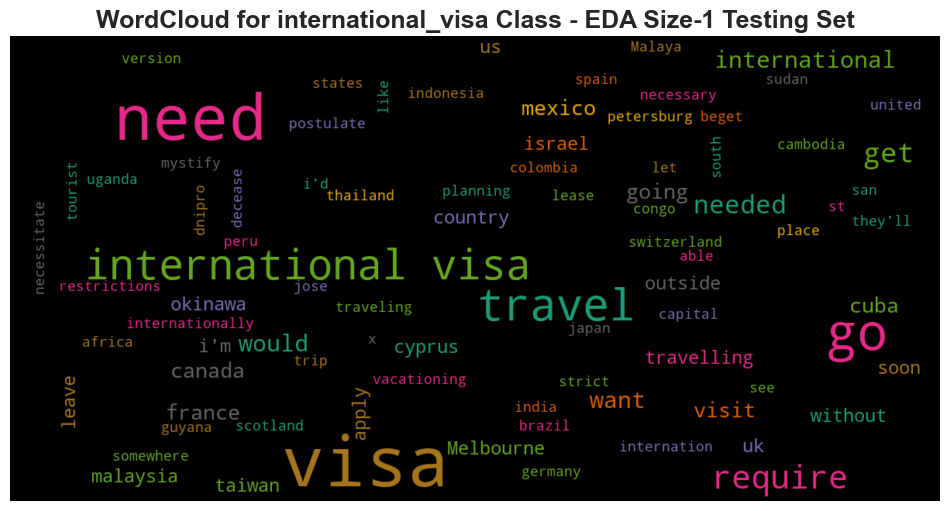 WordCloud for international_visa Class - EDA Size-1 Testing Set
us
Malaya
international
version
states
like
indonesia
spain
necessary
sudan
united
need
postulate
mexico
petersburg
beget
israel
south
cambodia
get
mystify
colombia
let
tourist
uganda
dnipro
decease
i'd
thailand
planning
lease
going
needed
san
country
congo
st
they'll
necessitate
peru
switzerland
able
place
international visa
restrictions
jose
outside
okinawa
traveling
travel
capital
cuba
internationally
x
japan
go
africa
i'm
would
cyprus
travelling
trip
canada
vacationing
strict
see
soon
leave
france
apply
india
want
visit
without
guyana
scotland
brazil
somewhere
visa
Melbourne
internation
uk
malaysia
taiwan
germany
require